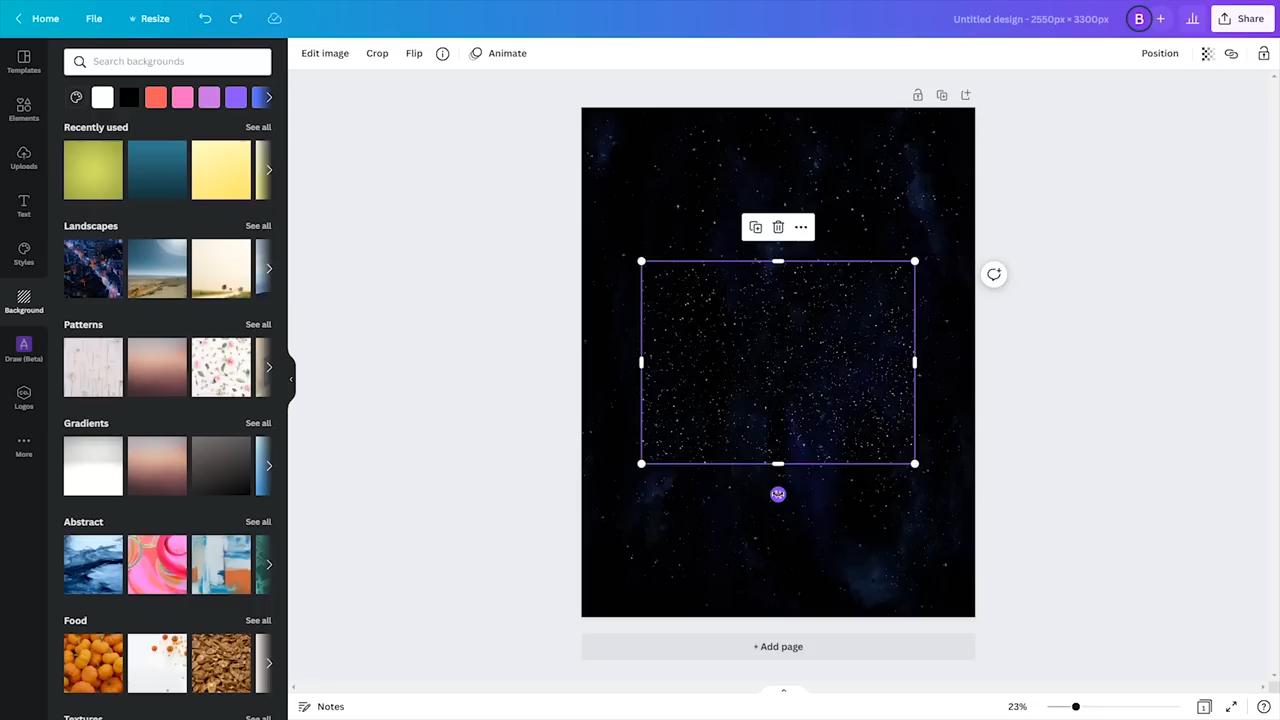 Home File Resize Untitled design - 2550px × 3300px B + Share
Edit image Crop Flip Animate Position
Templates
Elements
Uploads
Text
Styles
Background
Draw (Beta)
CO.
Logos
More
Search backgrounds
Recently used See all
Landscapes See all
Patterns See all
Gradients See all
Abstract See all
Food See all
+ Add page
Notes 23% 1